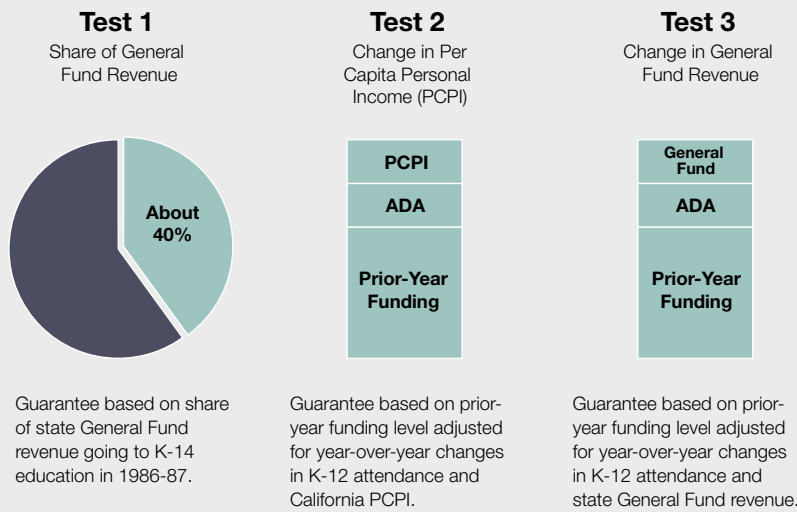 Test 1
Share of General
Fund Revenue
About
40%
Guarantee based on share
of state General Fund
revenue going to K-14
education in 1986-87.
Test 2
Change in Per
Capita Personal
Income (PCPI)
PCPI
ADA
Prior-Year
Funding
Guarantee based on prior-
year funding level adjusted
for year-over-year changes
in K-12 attendance and
California PCPI.
Test 3
Change in General
Fund Revenue
General
Fund
ADA
Prior-Year
Funding
Guarantee based on prior-
year funding level adjusted
for year-over-year changes
in K-12 attendance and
state General Fund revenue.